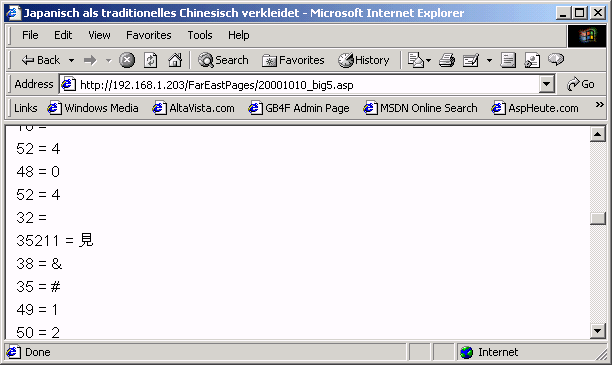 Japanisch als traditionelles Chinesisch verkleidet - Microsoft Internet Explorer
File Edit View Favorites Tools Help
Back Search Favorites History
Address http://192.168.1.203/FarEastPages/20001010_big5.asp Go
Links Windows Media AltaVista.com GB4F Admin Page MSDN Online Search AspHeute.com »
52 = 4
48 = 0
52 = 4
32 =
35211 = 見
38 = &
35 = #
49 = 1
50 = 2
Done Internet